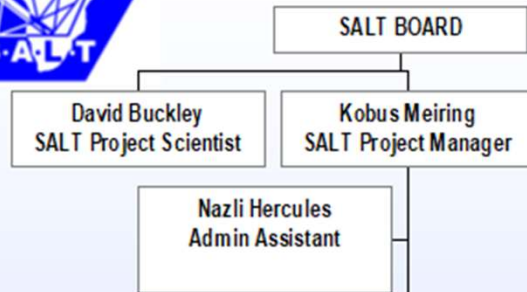 S·A·L·T
SALT BOARD
David Buckley
SALT Project Scientist
Kobus Meiring
SALT Project Manager
Nazli Hercules
Admin Assistant